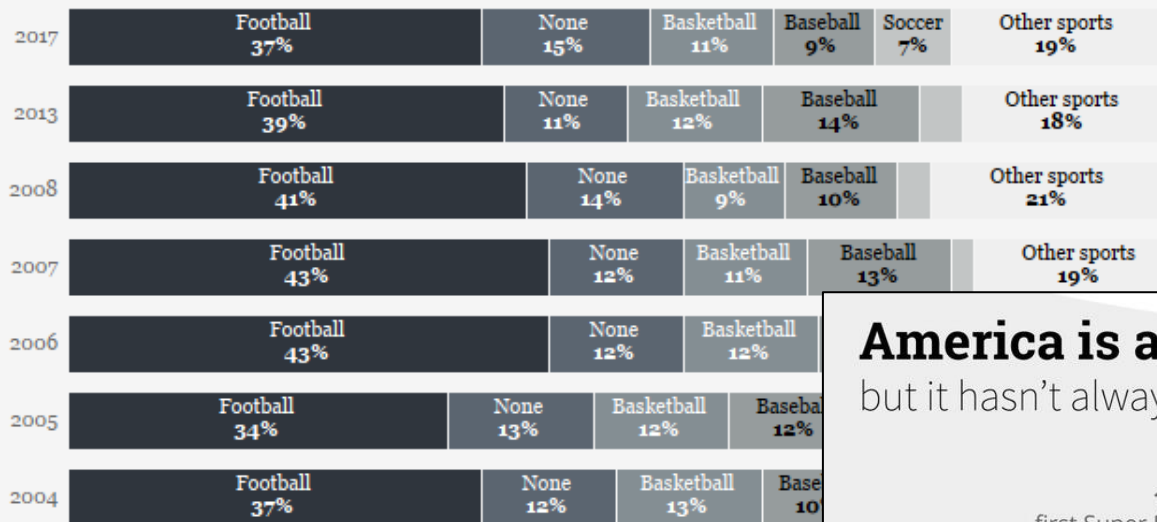 2017 Football None Basketball Baseball Soccer Other sports
37% 15% 11% 9% 7% 19%
2013 Football None Basketball Baseball Other sports
39% 11% 12% 14% 18%
2008 Football None Basketball Baseball Other sports
41% 14% 9% 10% 21%
2007 Football None Basketball Baseball Other sports
43% 12% 11% 13% 19%
2006 Football None Basketball
43% 12% 12%
2005 Football None Basketball Baseba
34% 13% 12% 12%
2004 Football None Basketball Base
37% 12% 13% 10
America is a
but it hasn't alway